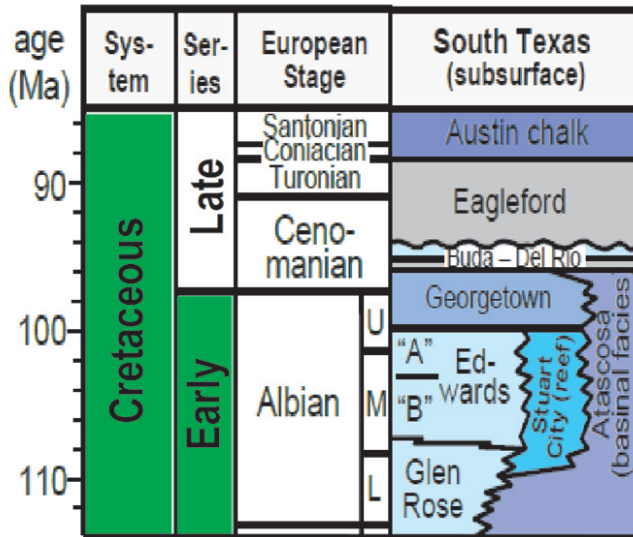 age
(Ma)
Sys-
tem
Ser-
ies
European
Stage
South Texas
(subsurface)
90
100
110
Cretaceous
Late
Early
Santonian
Coniacian
Turonian
Ceno-
manian
Albian
U
M
L
Austin chalk
Eagleford
Buda – Del Rio
Georgetown
"A"
Ed-
wards
"B"
Stuart
City (reef)
Atascosa
(basinal facies)
Glen
Rose